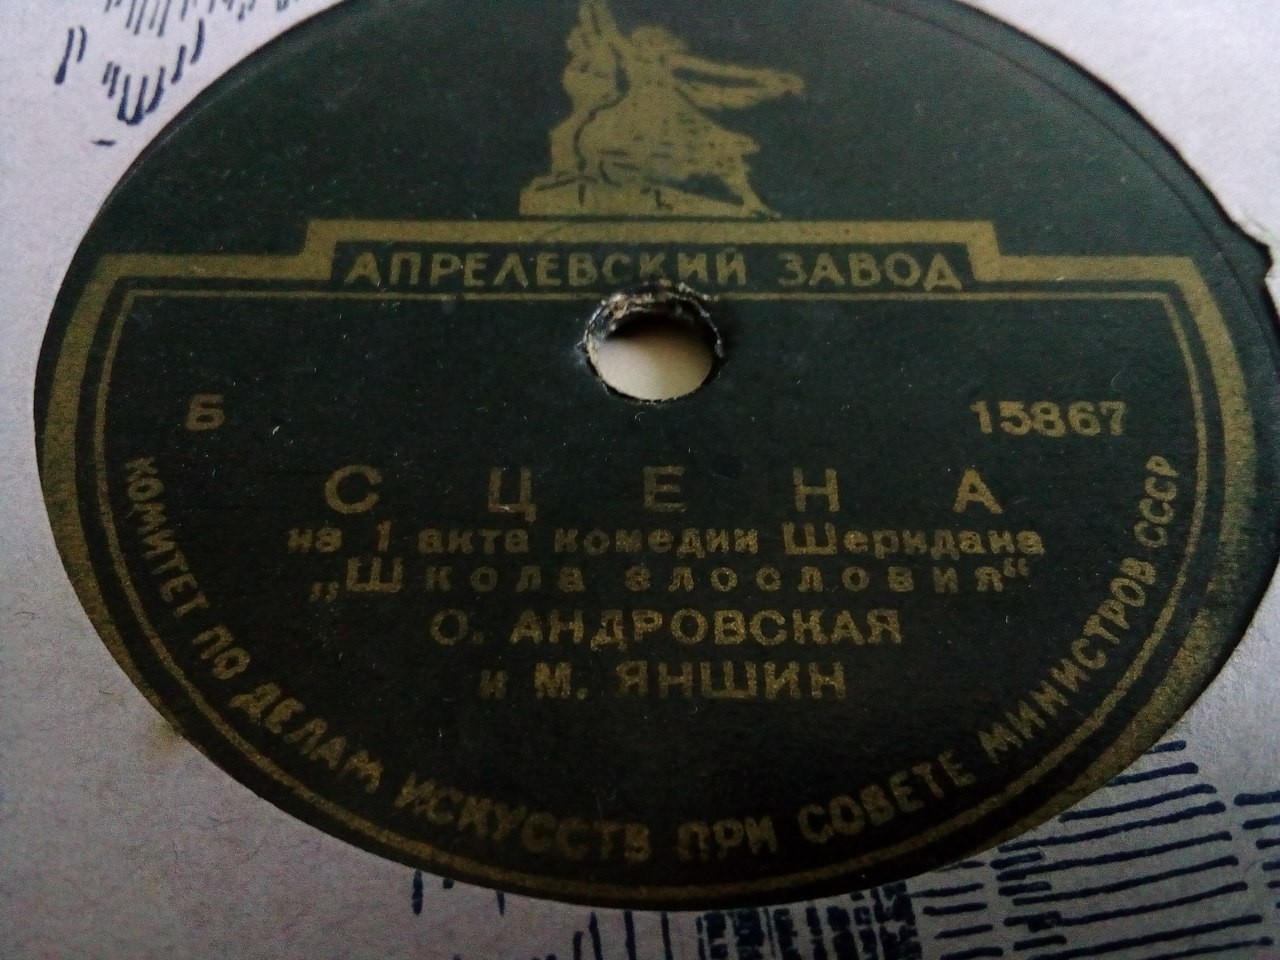 АПРЕЛЕВСКИЙ ЗАВОД
Б 15867
СЦЕНА
из 1 акта комедии Шеридана
„Школа злословия“
О. АНДРОВСКАЯ
и М. ЯНШИН
КОМИТЕТ ПО ДЕЛАМ ИСКУССТВ ПРИ СОВЕТЕ МИНИСТРОВ СССР